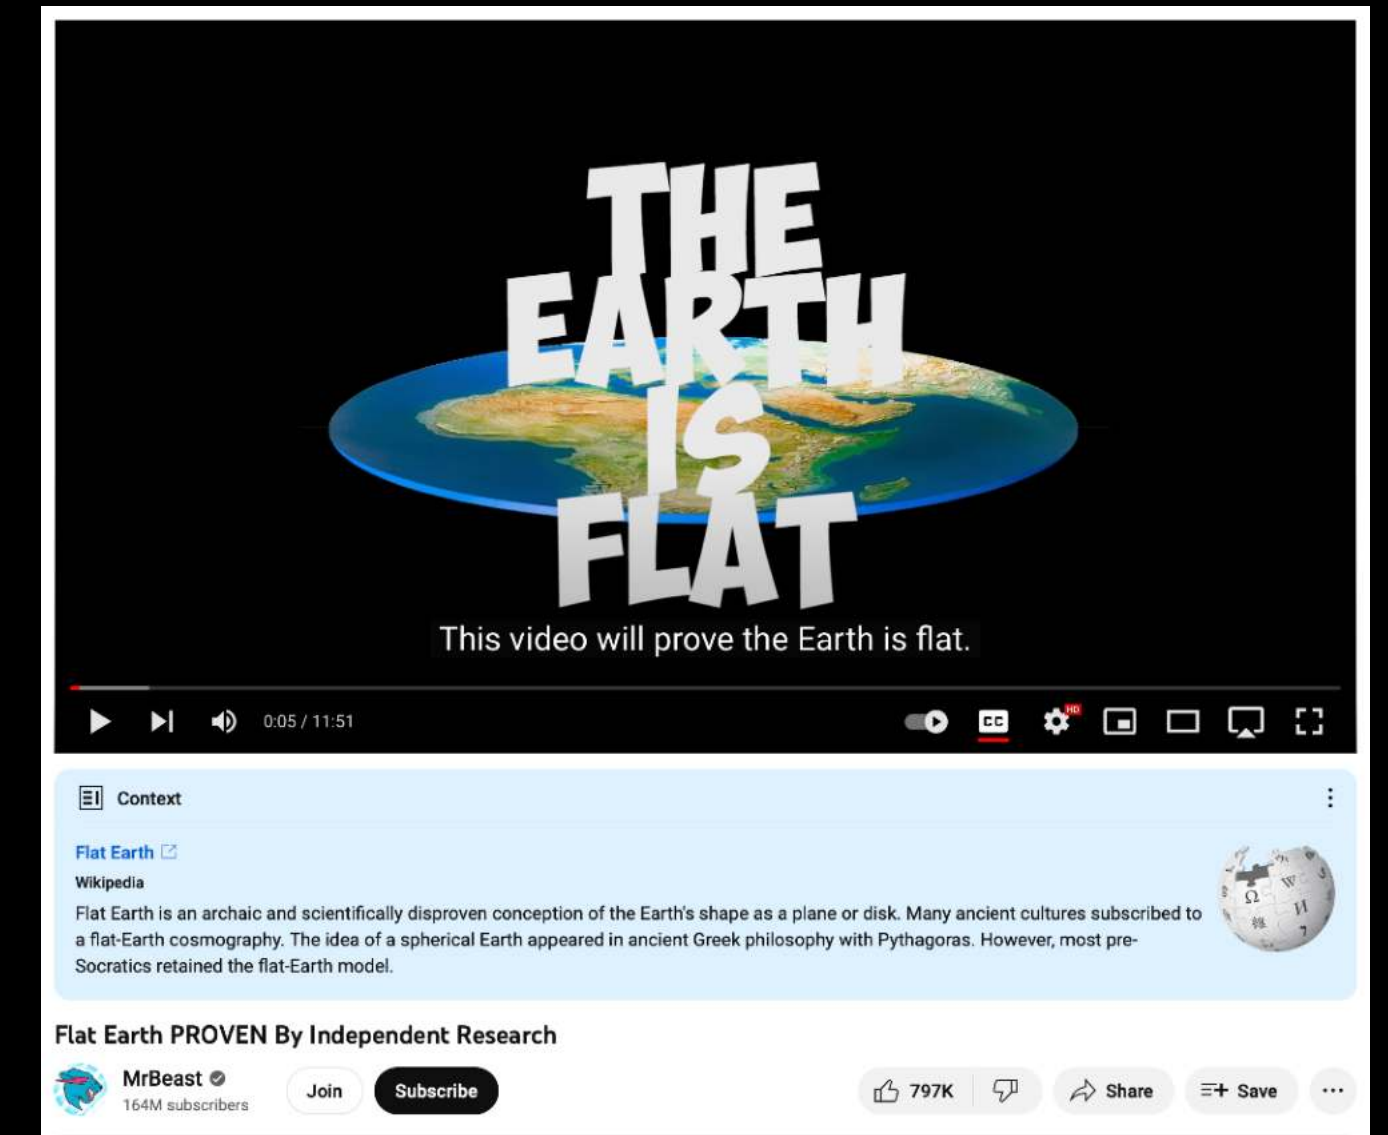 THE
EARTH
IS
FLAT
This video will prove the Earth is flat.
0:05 / 11:51
CC
HD
Context
Flat Earth
Wikipedia
Flat Earth is an archaic and scientifically disproven conception of the Earth's shape as a plane or disk. Many ancient cultures subscribed to
a flat-Earth cosmography. The idea of a spherical Earth appeared in ancient Greek philosophy with Pythagoras. However, most pre-
Socratics retained the flat-Earth model.
Ω W И 7
Flat Earth PROVEN By Independent Research
MrBeast
164M subscribers
Join
Subscribe
797K
Share
Save